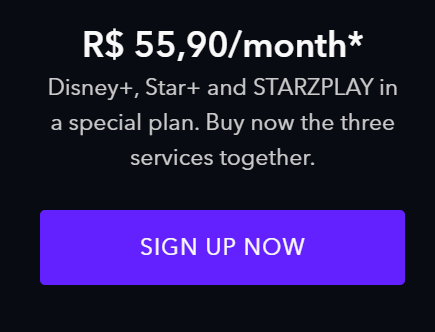 R$ 55,90/month*
Disney+, Star+ and STARZPLAY in
a special plan. Buy now the three
services together.
SIGN UP NOW